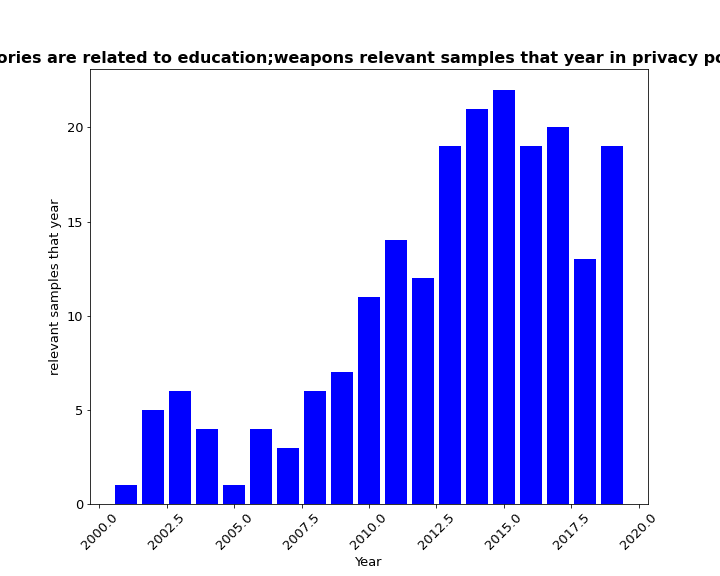 ories are related to education;weapons relevant samples that year in privacy po
relevant samples that year
20
15
10
5
0
2000.0 2002.5 2005.0 2007.5 2010.0 2012.5 2015.0 2017.5 2020.0
Year